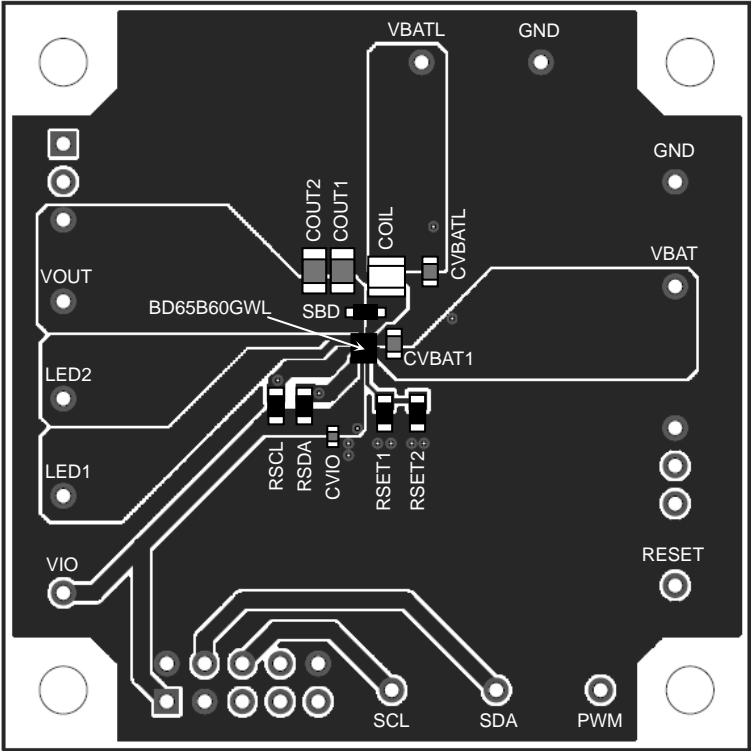 VBATL
GND
GND
COUT2
COUT1
COIL
CVBATL
VBAT
VOUT
BD65B60GWL
SBD
CVBAT1
LED2
RSCL
RSDA
CVIO
RSET1
RSET2
LED1
VIO
RESET
SCL
SDA
PWM